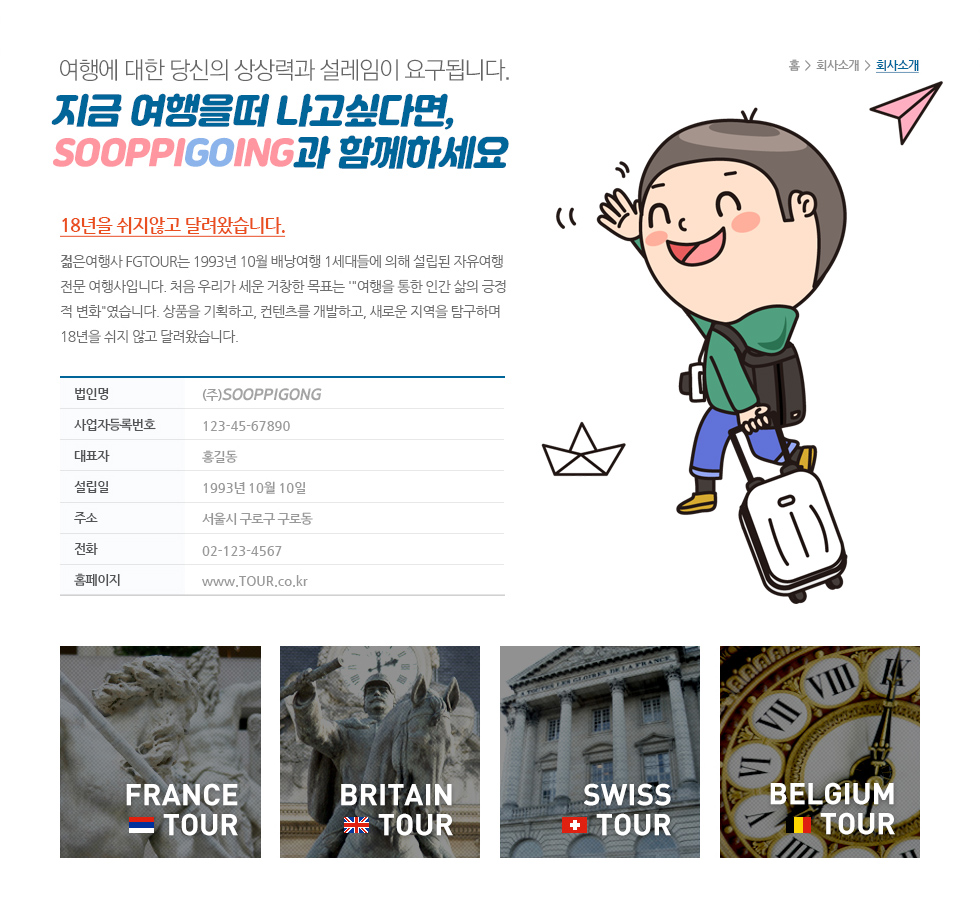 여행에 대한 당신의 상상력과 설레임이 요구됩니다.
홈 > 회사소개 > 회사소개
지금 여행을떠 나고싶다면,
SOOPPIGOING과 함께하세요
18년을 쉬지않고 달려왔습니다.
젊은여행사 FGTOUR는 1993년 10월 배낭여행 1세대들에 의해 설립된 자유여행
전문 여행사입니다. 처음 우리가 세운 거창한 목표는 '"여행을 통한 인간 삶의 긍정
적 변화"였습니다. 상품을 기획하고, 컨텐츠를 개발하고, 새로운 지역을 탐구하며
18년을 쉬지 않고 달려왔습니다.
법인명 (주)SOOPPIGONG
사업자등록번호 123-45-67890
대표자 홍길동
설립일 1993년 10월 10일
주소 서울시 구로구 구로동
전화 02-123-4567
홈페이지 www.TOUR.co.kr
FRANCE
TOUR
BRITAIN
TOUR
A TOUTES LES GLOIRES DE LA FRANCE
SWISS
TOUR
VIII IX
VII
VI
V
IIII
BELGIUM
TOUR